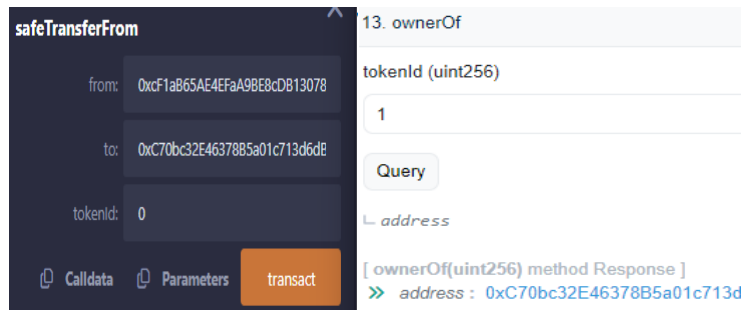 safeTransferFrom
from: 0xcF1aB65AE4EFaA9BE8cDB13078
to: 0xC70bc32E46378B5a01c713d6dB
tokenId: 0
Calldata Parameters transact
13. ownerOf
tokenId (uint256)
1
Query
address
[ ownerOf(uint256) method Response ]
address : 0xC70bc32E46378B5a01c713d